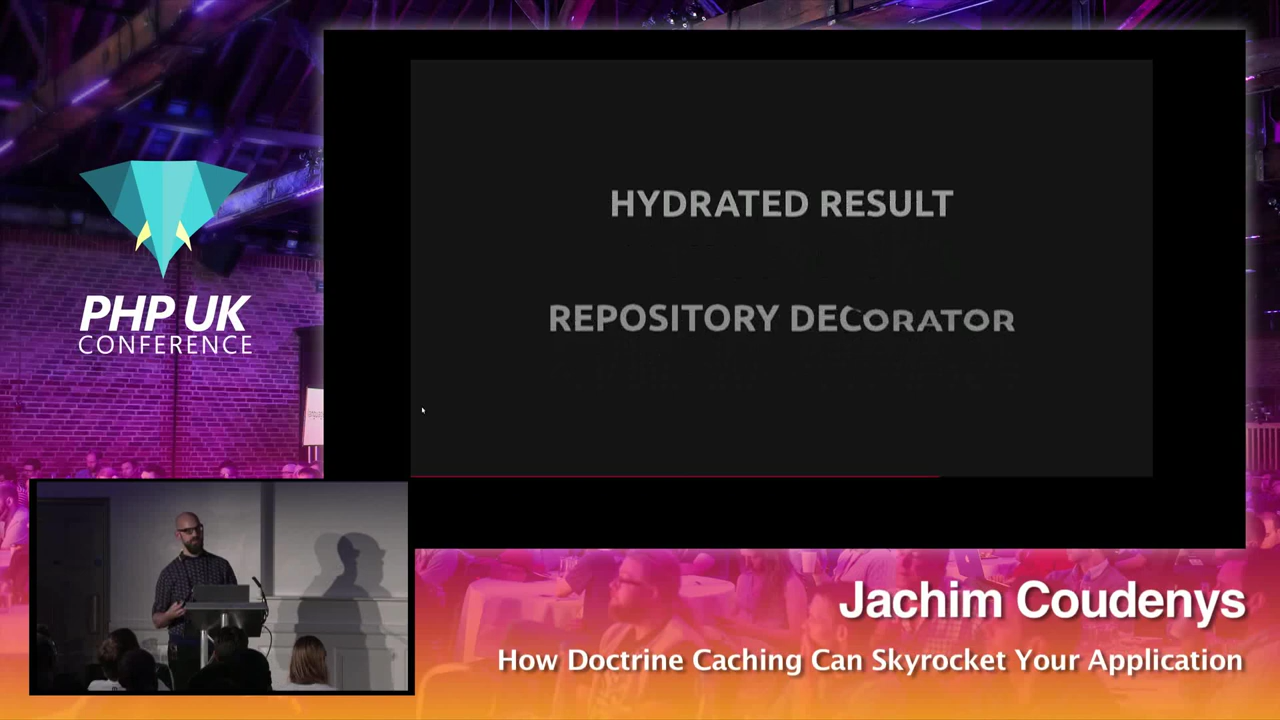 HYDRATED RESULT
REPOSITORY DECORATOR
PHP UK
CONFERENCE
Jachim Coudenys
How Doctrine Caching Can Skyrocket Your Application